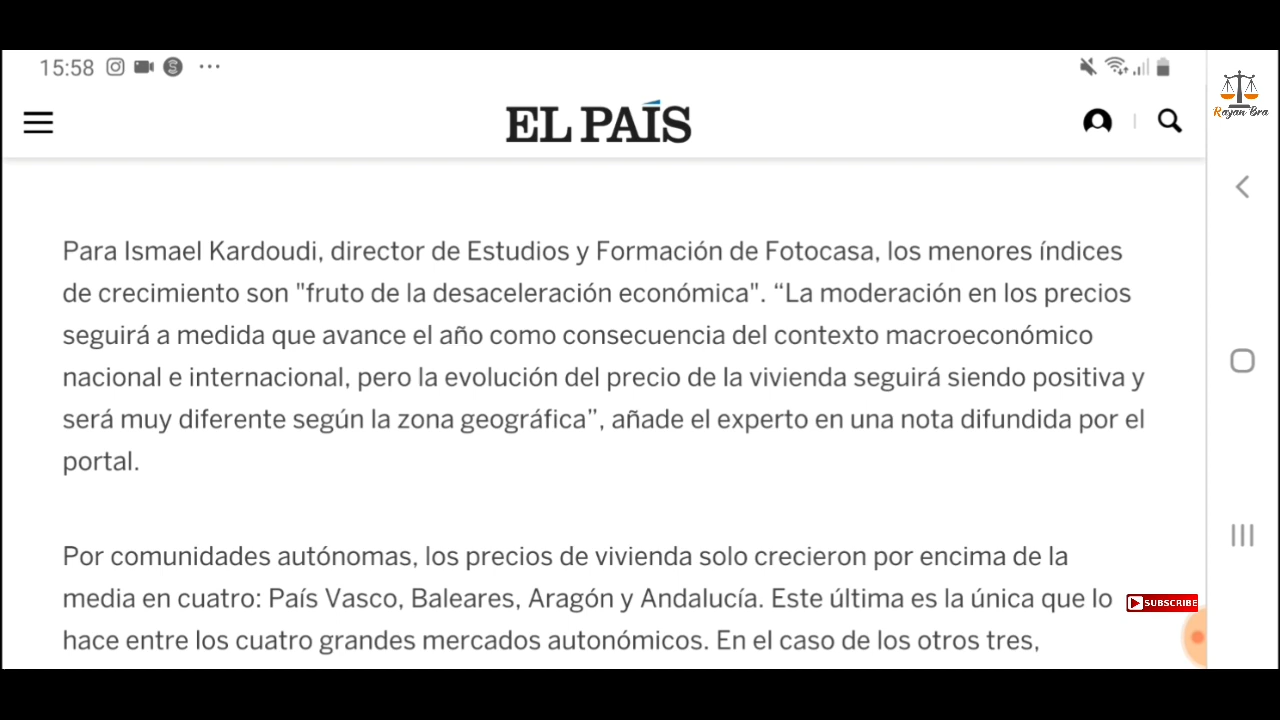 15:58
EL PAÍS
Rayan Bra
Para Ismael Kardoudi, director de Estudios y Formación de Fotocasa, los menores índices
de crecimiento son "fruto de la desaceleración económica". “La moderación en los precios
seguirá a medida que avance el año como consecuencia del contexto macroeconómico
nacional e internacional, pero la evolución del precio de la vivienda seguirá siendo positiva y
será muy diferente según la zona geográfica”, añade el experto en una nota difundida por el
portal.
Por comunidades autónomas, los precios de vivienda solo crecieron por encima de la
media en cuatro: País Vasco, Baleares, Aragón y Andalucía. Este última es la única que lo
SUBSCRIBE
hace entre los cuatro grandes mercados autonómicos. En el caso de los otros tres,